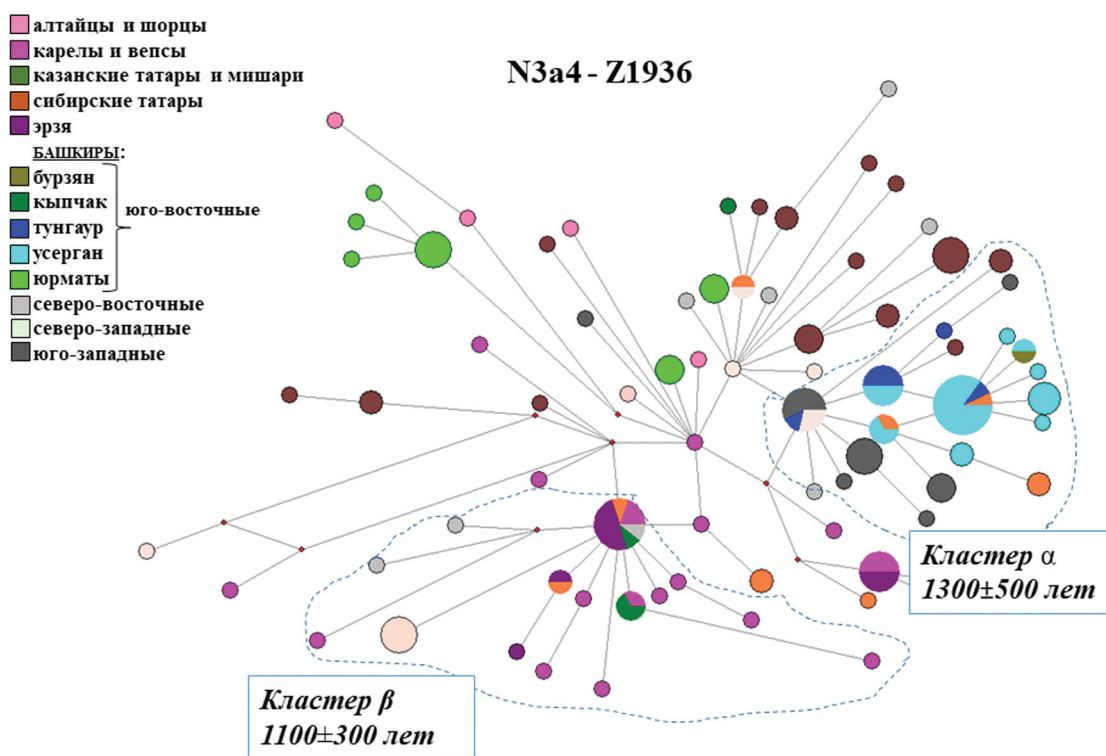 алтайцы и шорцы
карелы и вепсы
казанские татары и мишари
сибирские татары
эрзя
БАШКИРЫ:
бурзян
кыпчак
тунгаур
усерган
юрматы
юго-восточные
северо-восточные
северо-западные
юго-западные
N3a4 - Z1936
Кластер α
1300±500 лет
Кластер β
1100±300 лет